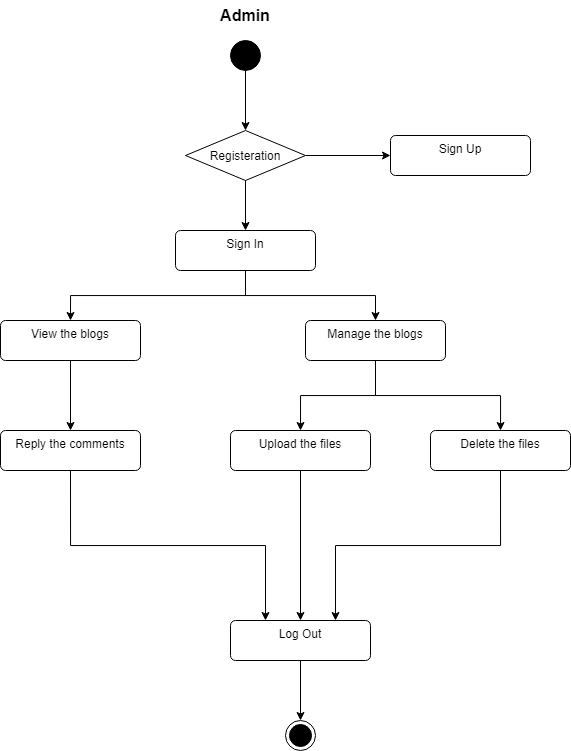 Admin
Registeration
Sign Up
Sign In
View the blogs
Manage the blogs
Reply the comments
Upload the files
Delete the files
Log Out